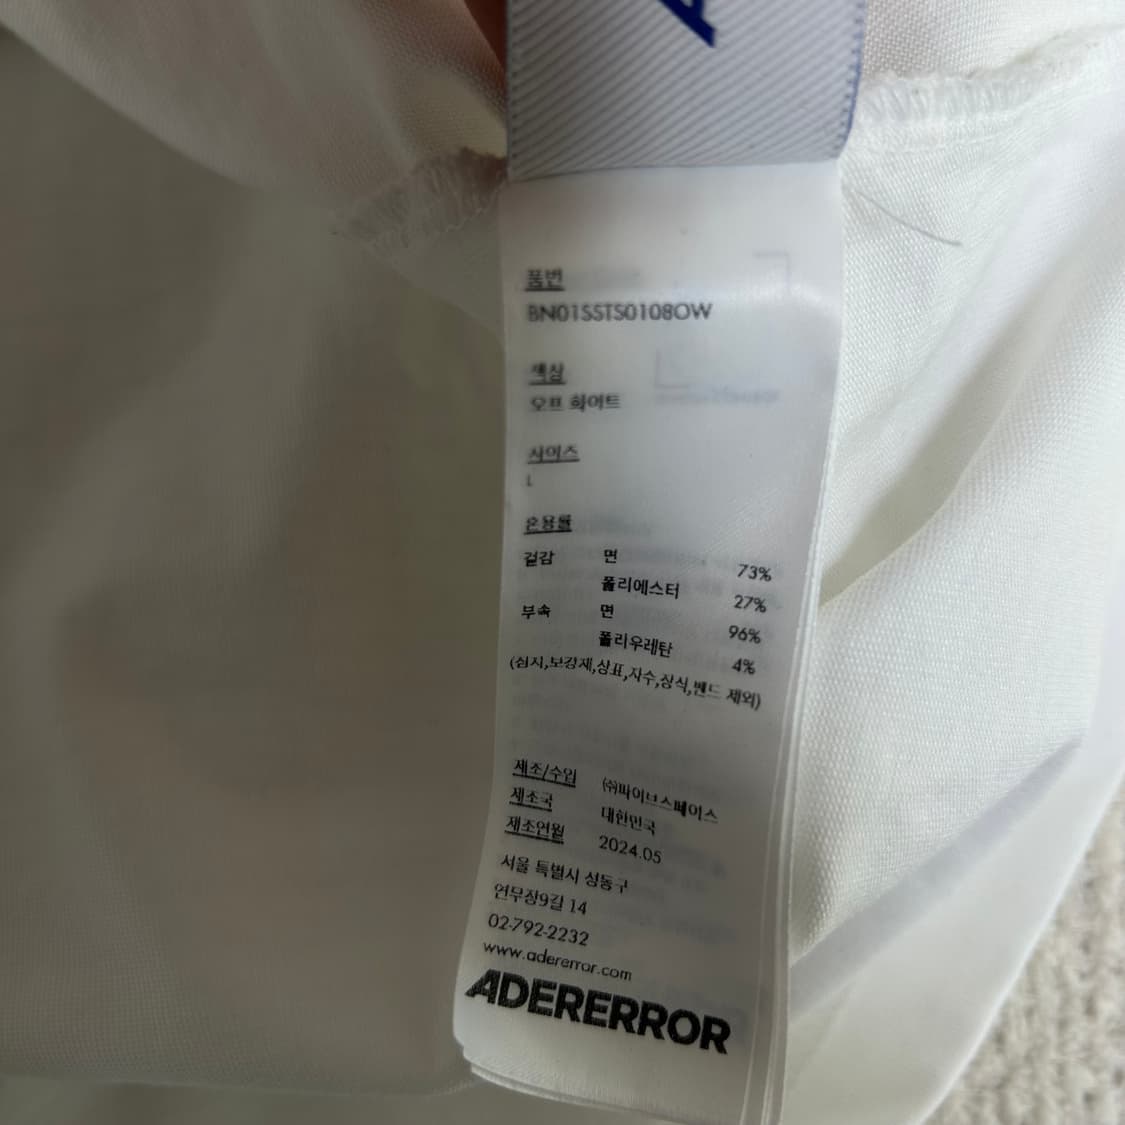 A
품번
BN01SSTS0108OW
색상
오프 화이트
사이즈
L
혼용률
겉감 면 73%
폴리에스터 27%
부속 면 96%
폴리우레탄 4%
(심지,보강재,상표,자수,장식,밴드 제외)
제조/수입 ㈜파이브스페이스
제조국 대한민국
제조연월 2024.05
서울 특별시 성동구
연무장9길 14
02-792-2232
www.adererror.com
ADERERROR